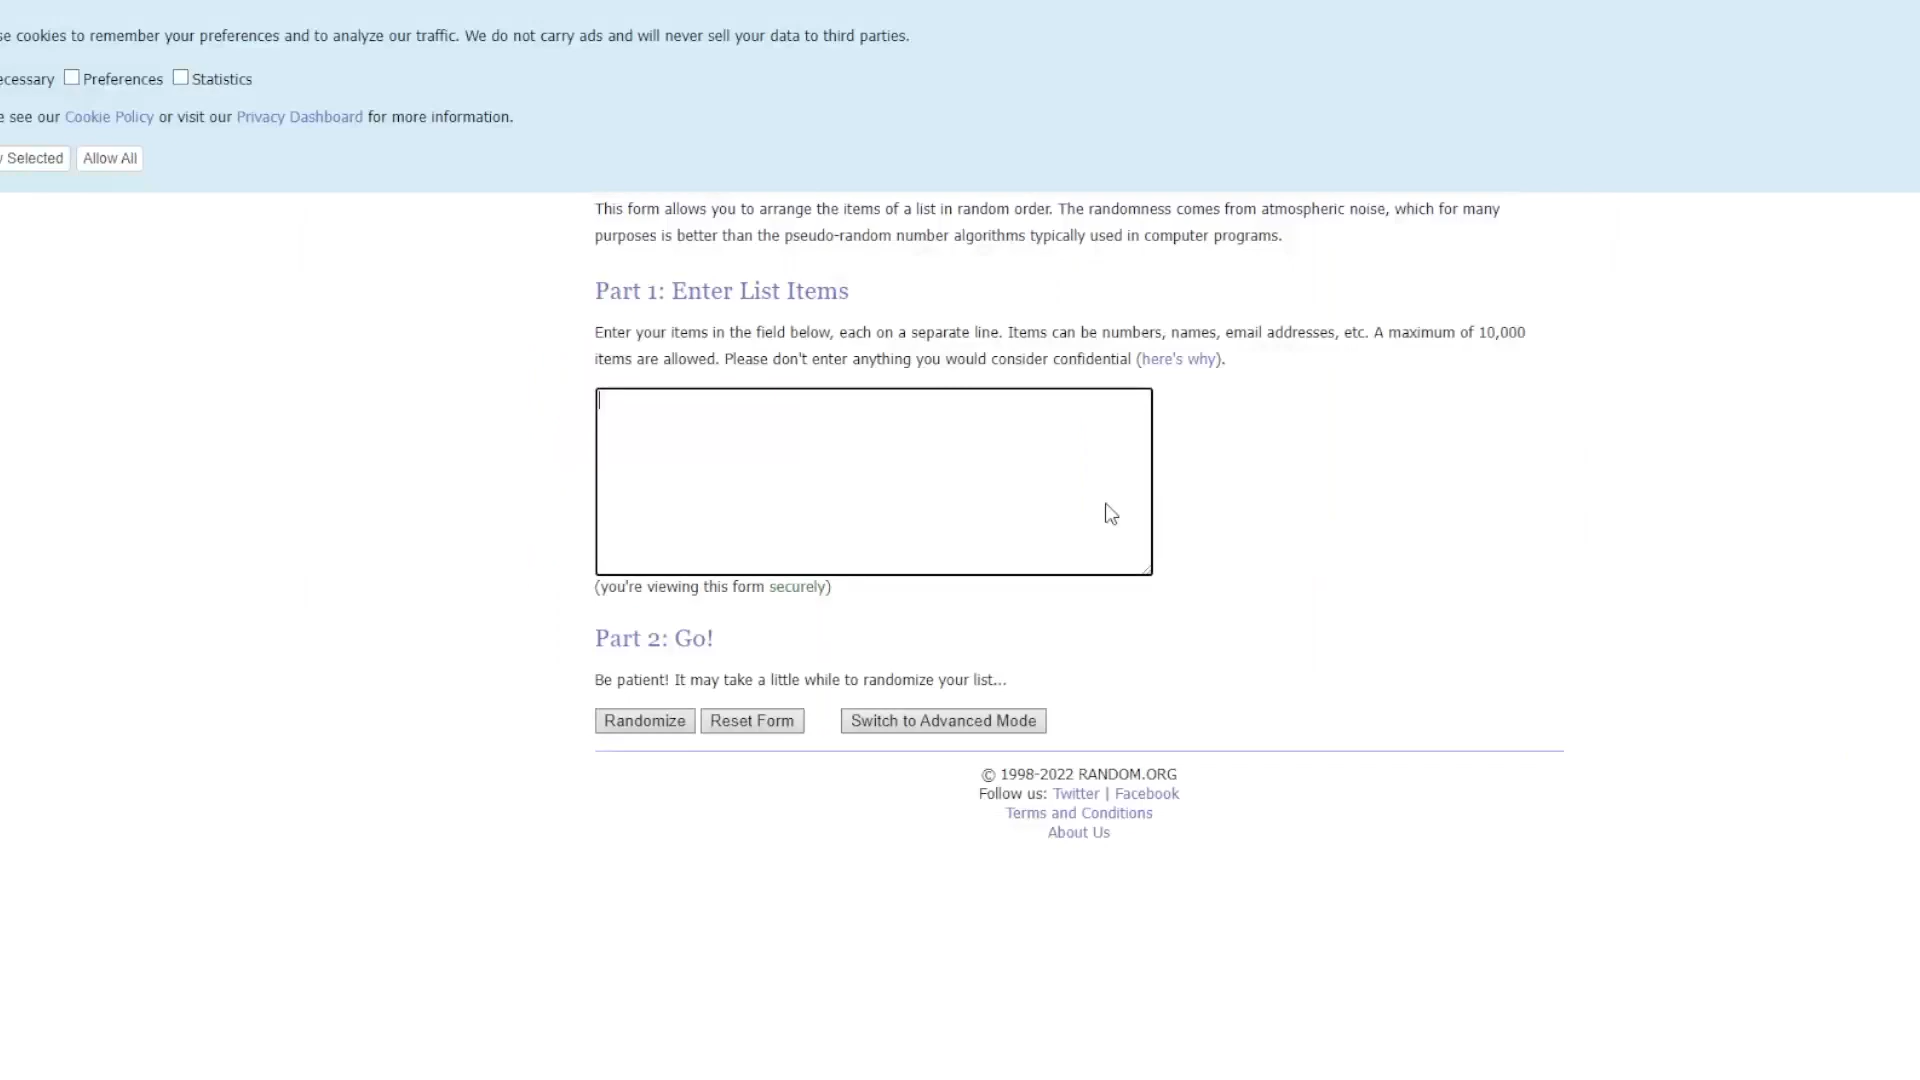 se cookies to remember your preferences and to analyze our traffic. We do not carry ads and will never sell your data to third parties.
ecessary Preferences Statistics
e see our Cookie Policy or visit our Privacy Dashboard for more information.
w Selected Allow All
This form allows you to arrange the items of a list in random order. The randomness comes from atmospheric noise, which for many
purposes is better than the pseudo-random number algorithms typically used in computer programs.
Part 1: Enter List Items
Enter your items in the field below, each on a separate line. Items can be numbers, names, email addresses, etc. A maximum of 10,000
items are allowed. Please don't enter anything you would consider confidential (here's why).
(you're viewing this form securely)
Part 2: Go!
Be patient! It may take a little while to randomize your list...
Randomize Reset Form Switch to Advanced Mode
© 1998-2022 RANDOM.ORG
Follow us: Twitter | Facebook
Terms and Conditions
About Us